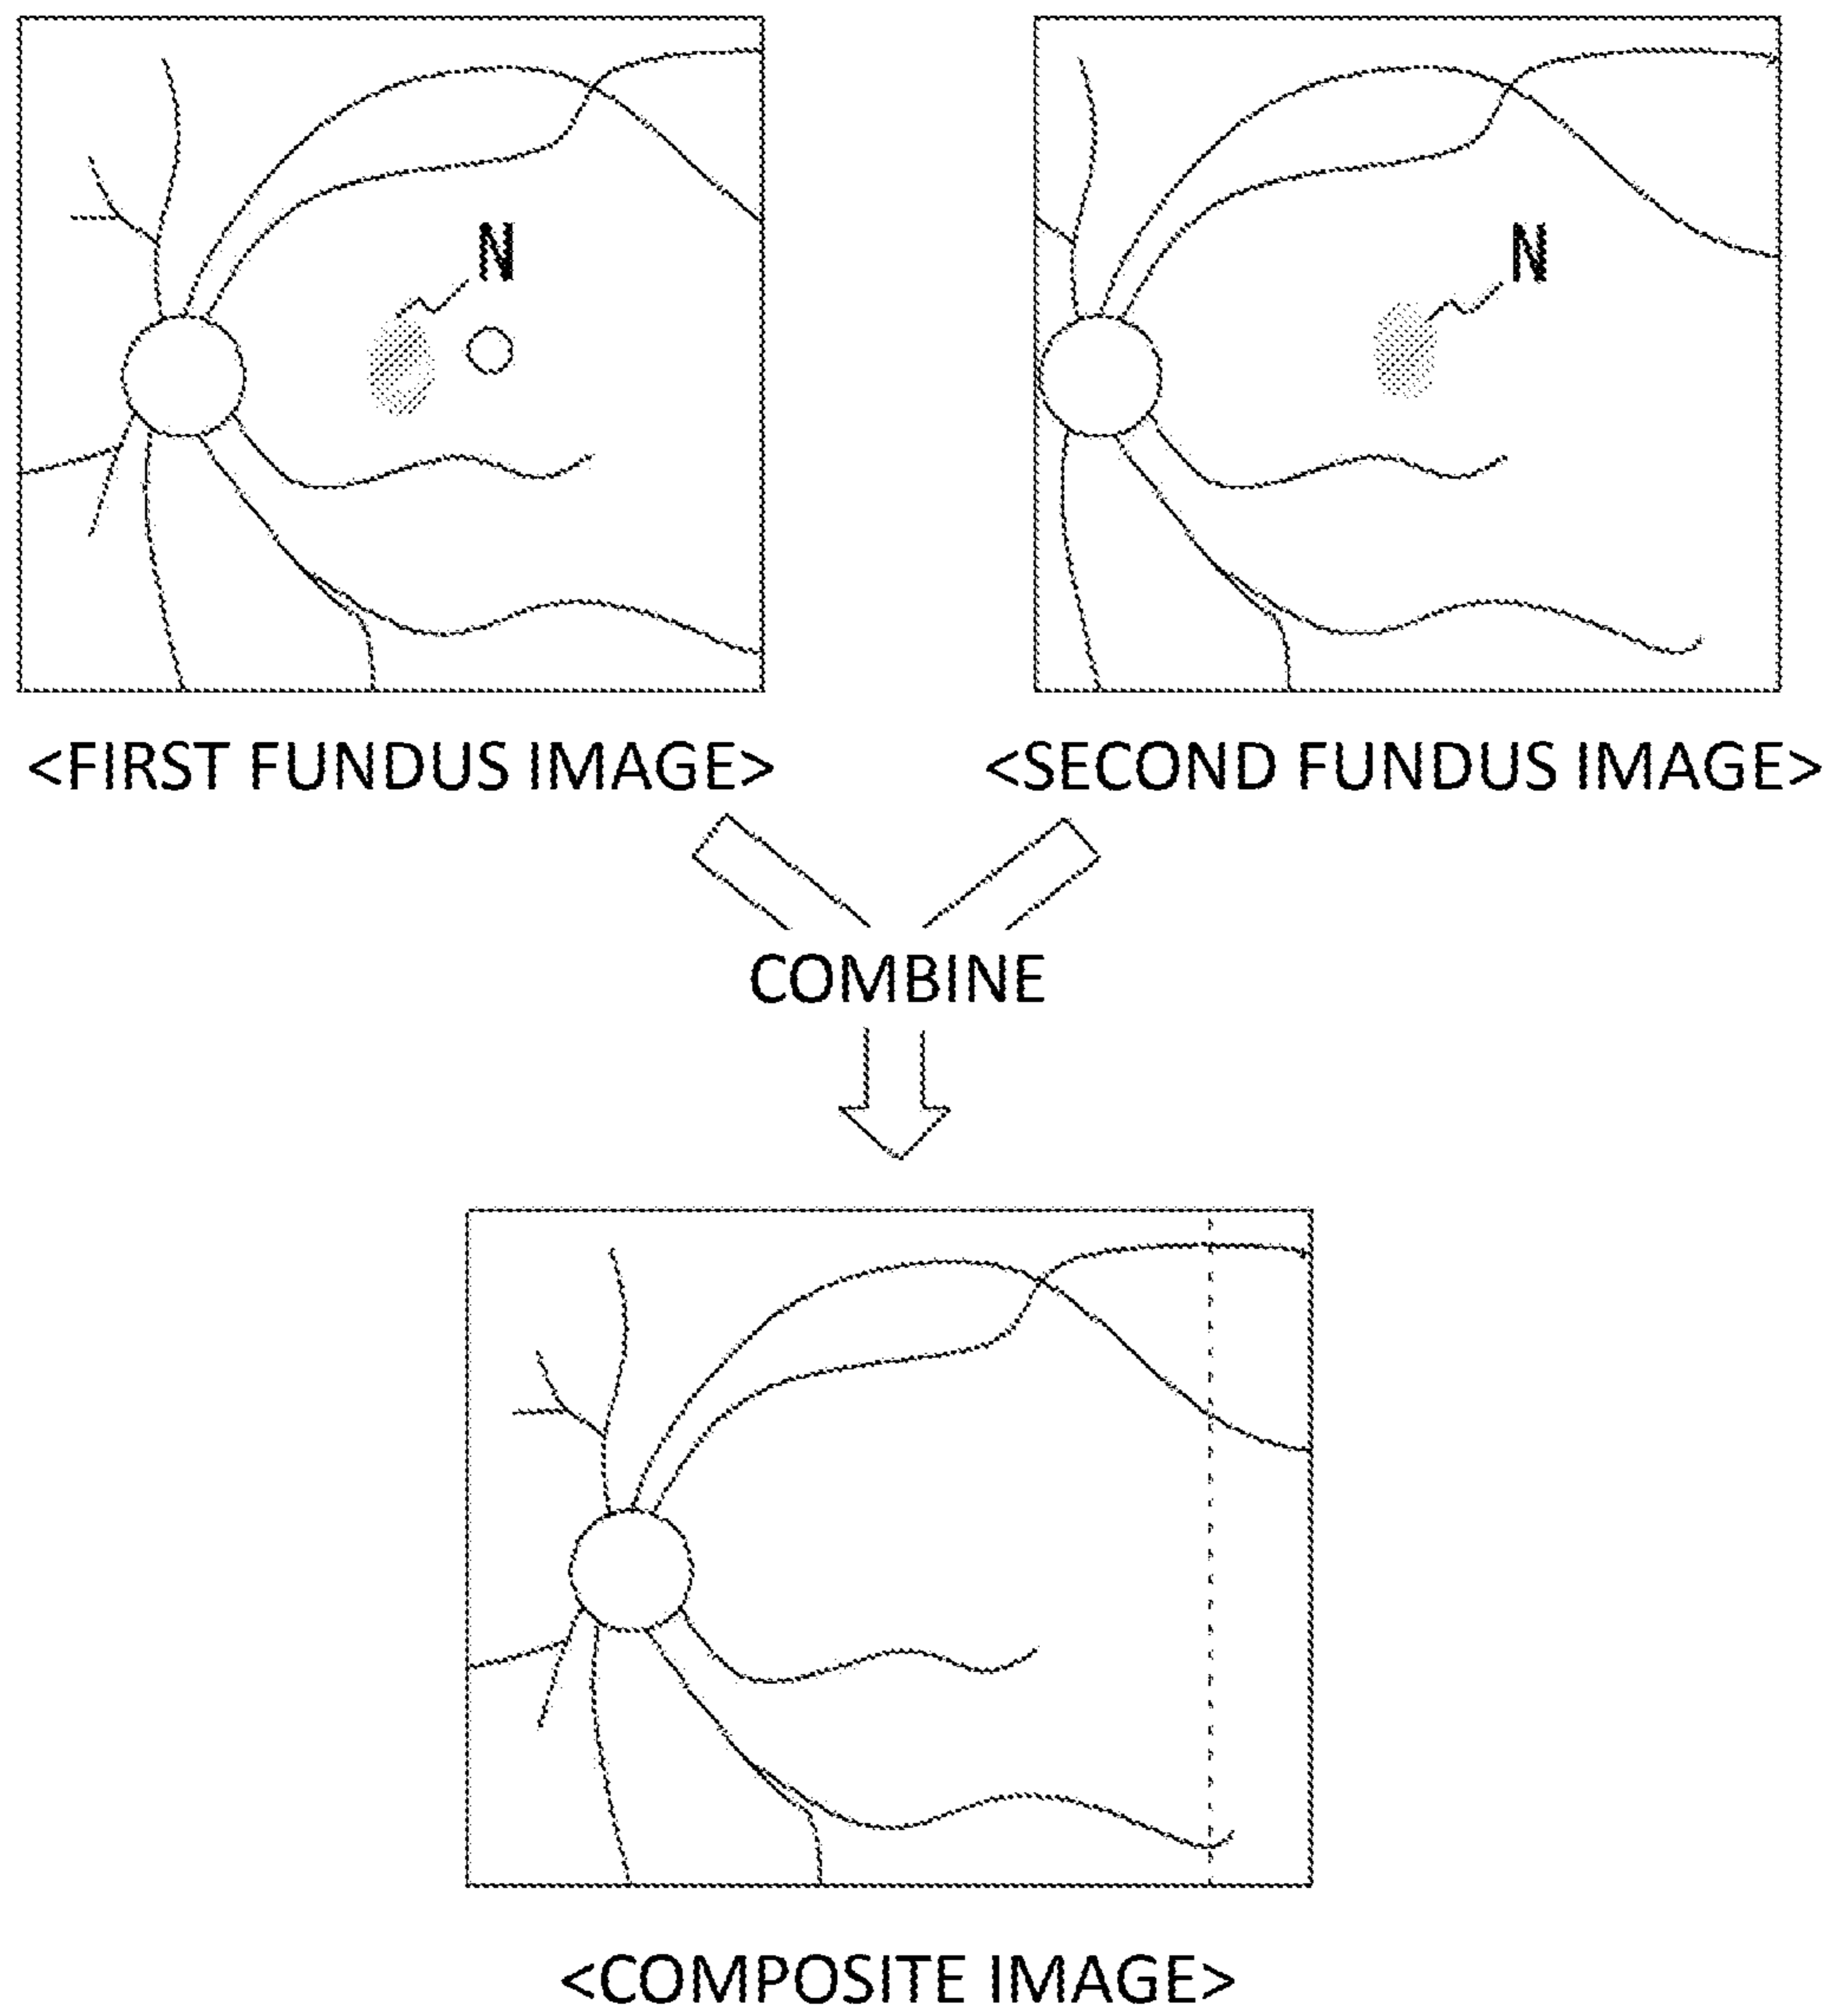 N
N
<FIRST FUNDUS IMAGE>
<SECOND FUNDUS IMAGE>
COMBINE
<COMPOSITE IMAGE>